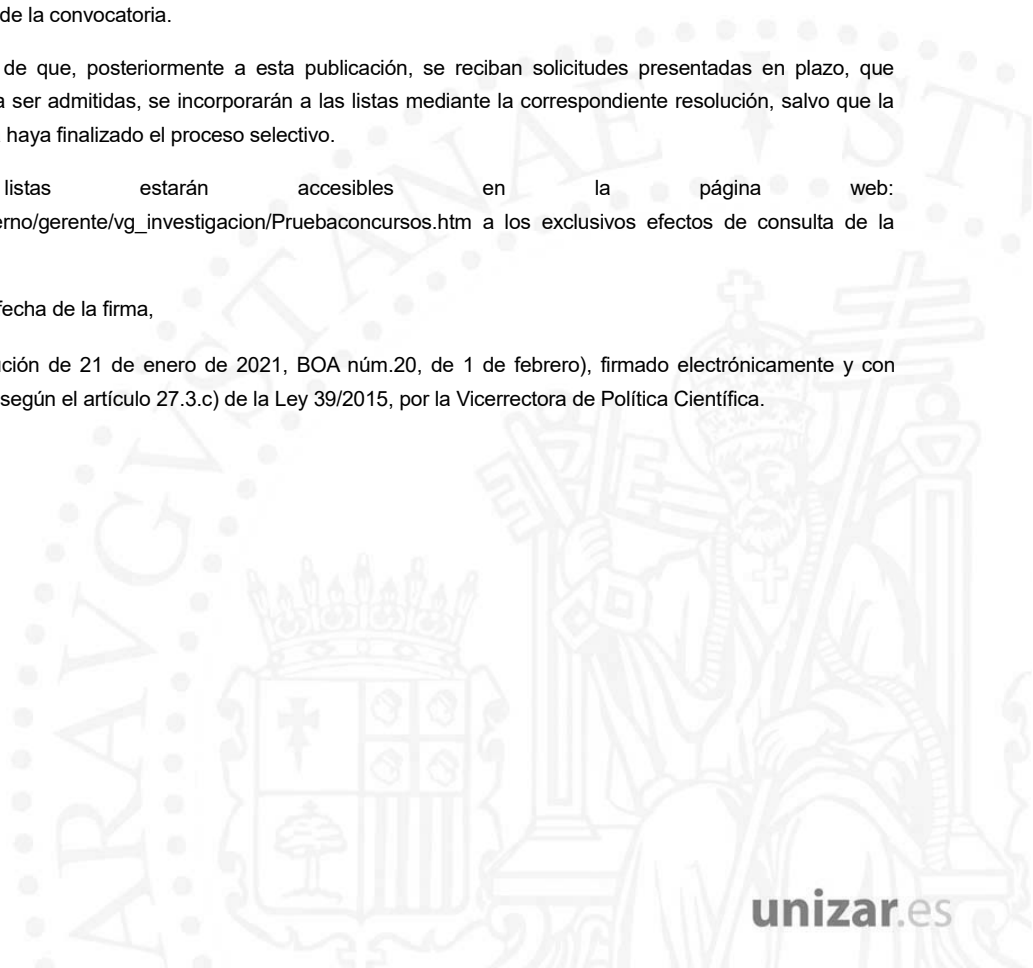 de la convocatoria.
de que, posteriormente a esta publicación, se reciban solicitudes presentadas en plazo, que
a ser admitidas, se incorporarán a las listas mediante la correspondiente resolución, salvo que la
haya finalizado el proceso selectivo.
listas estarán accesibles en la página web:
erno/gerente/vg_investigacion/Pruebaconcursos.htm a los exclusivos efectos de consulta de la
fecha de la firma,
ución de 21 de enero de 2021, BOA núm.20, de 1 de febrero), firmado electrónicamente y con
según el artículo 27.3.c) de la Ley 39/2015, por la Vicerrectora de Política Científica.
ARAVGVSTANAE STV
unizar.es